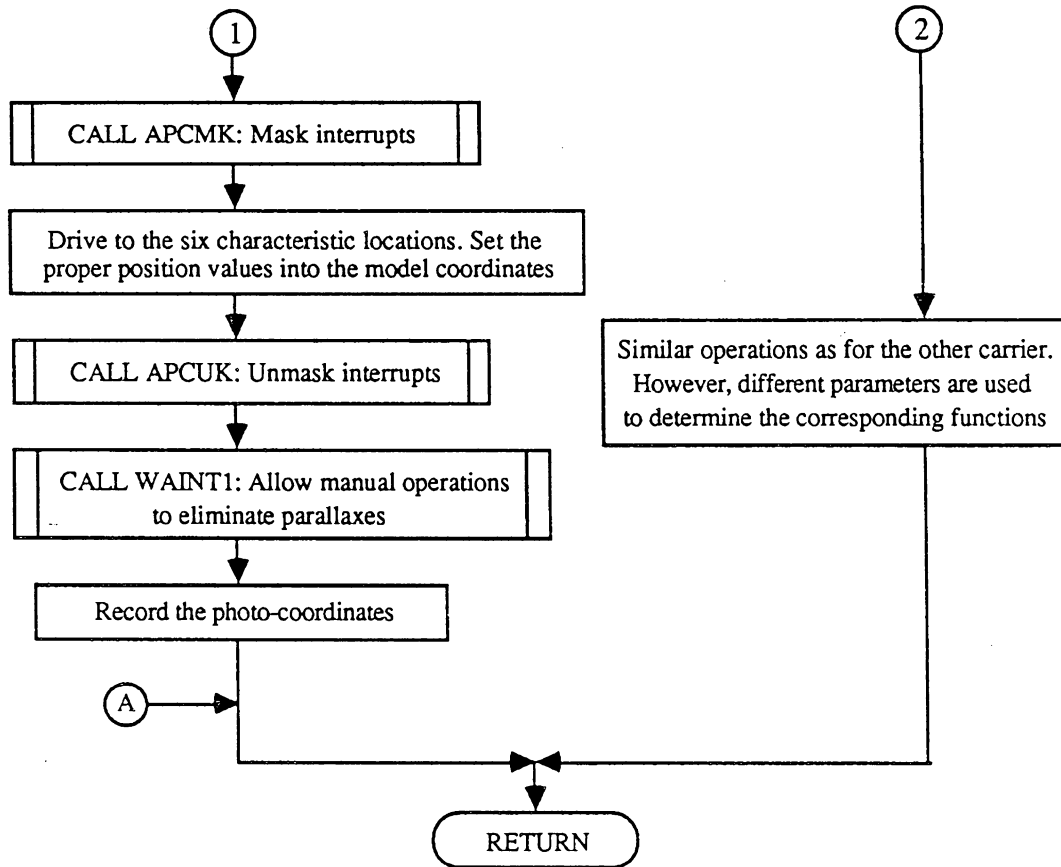 1
CALL APCMK: Mask interrupts
Drive to the six characteristic locations. Set the
proper position values into the model coordinates
CALL APCUK: Unmask interrupts
CALL WAINT1: Allow manual operations
to eliminate parallaxes
Record the photo-coordinates
A
2
Similar operations as for the other carrier.
However, different parameters are used
to determine the corresponding functions
RETURN